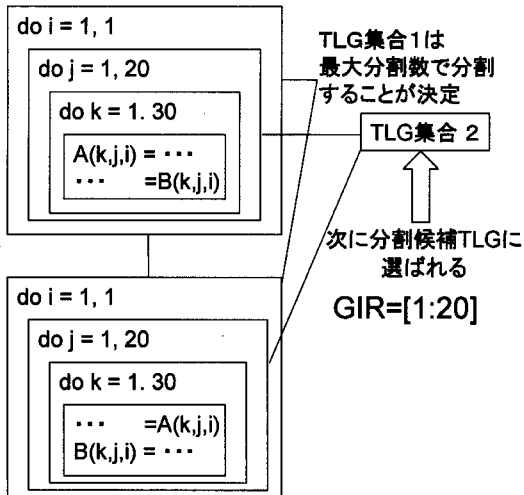 do i = 1, 1
do j = 1, 20
do k = 1. 30
A(k,j,i) = ･･･
･･･ =B(k,j,i)
TLG集合1は
最大分割数で分割
することが決定
TLG集合 2
次に分割候補TLGに
選ばれる
GIR=[1:20]
do i = 1, 1
do j = 1, 20
do k = 1. 30
･･･ =A(k,j,i)
B(k,j,i) = ･･･